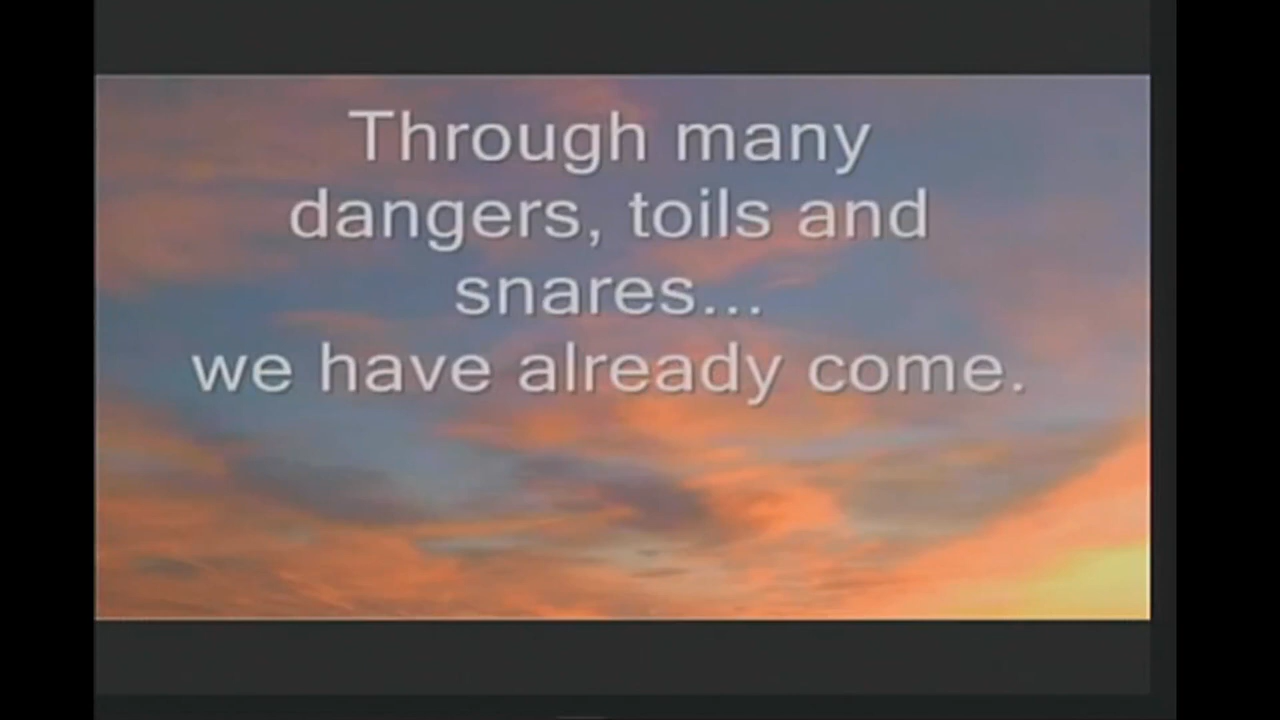 Through many
dangers, toils and
snares...
we have already come.